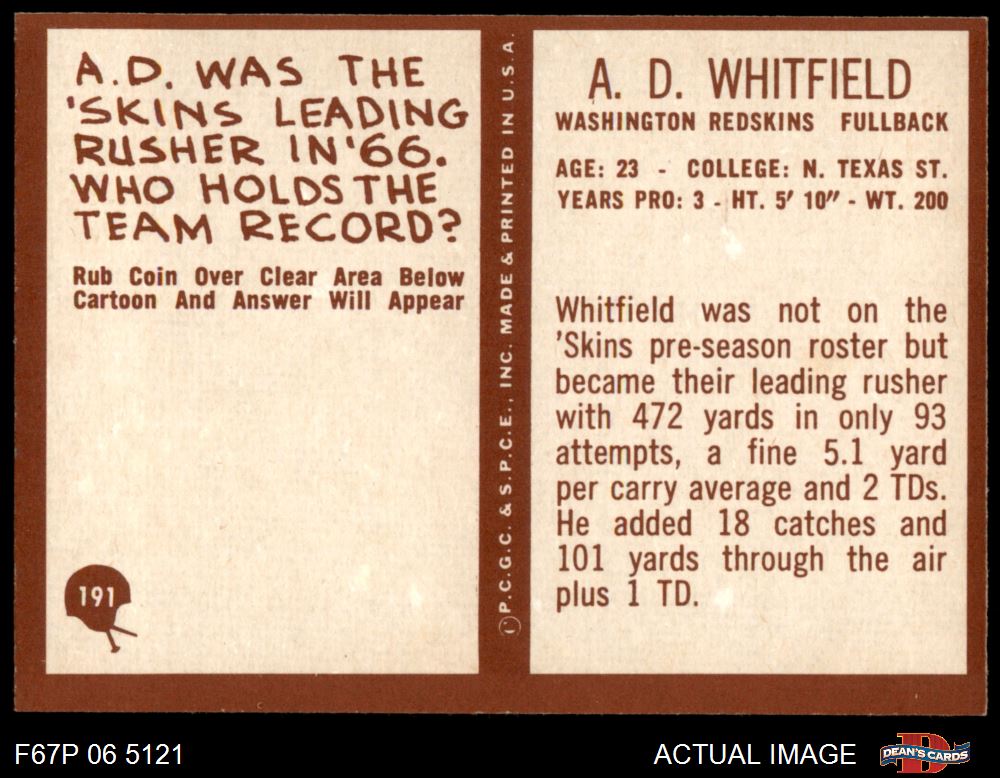 A.D. WAS THE
'SKINS LEADING
RUSHER IN '66.
WHO HOLDS THE
TEAM RECORD?
Rub Coin Over Clear Area Below
Cartoon And Answer Will Appear
191
P.C.G.C. & S.P.C.E., INC. MADE & PRINTED IN U.S.A.
A. D. WHITFIELD
WASHINGTON REDSKINS FULLBACK
AGE: 23 - COLLEGE: N. TEXAS ST.
YEARS PRO: 3 - HT. 5' 10" - WT. 200
Whitfield was not on the
'Skins pre-season roster but
became their leading rusher
with 472 yards in only 93
attempts, a fine 5.1 yard
per carry average and 2 TDs.
He added 18 catches and
101 yards through the air
plus 1 TD.
F67P 06 5121
ACTUAL IMAGE
D
DEAN'S CARDS